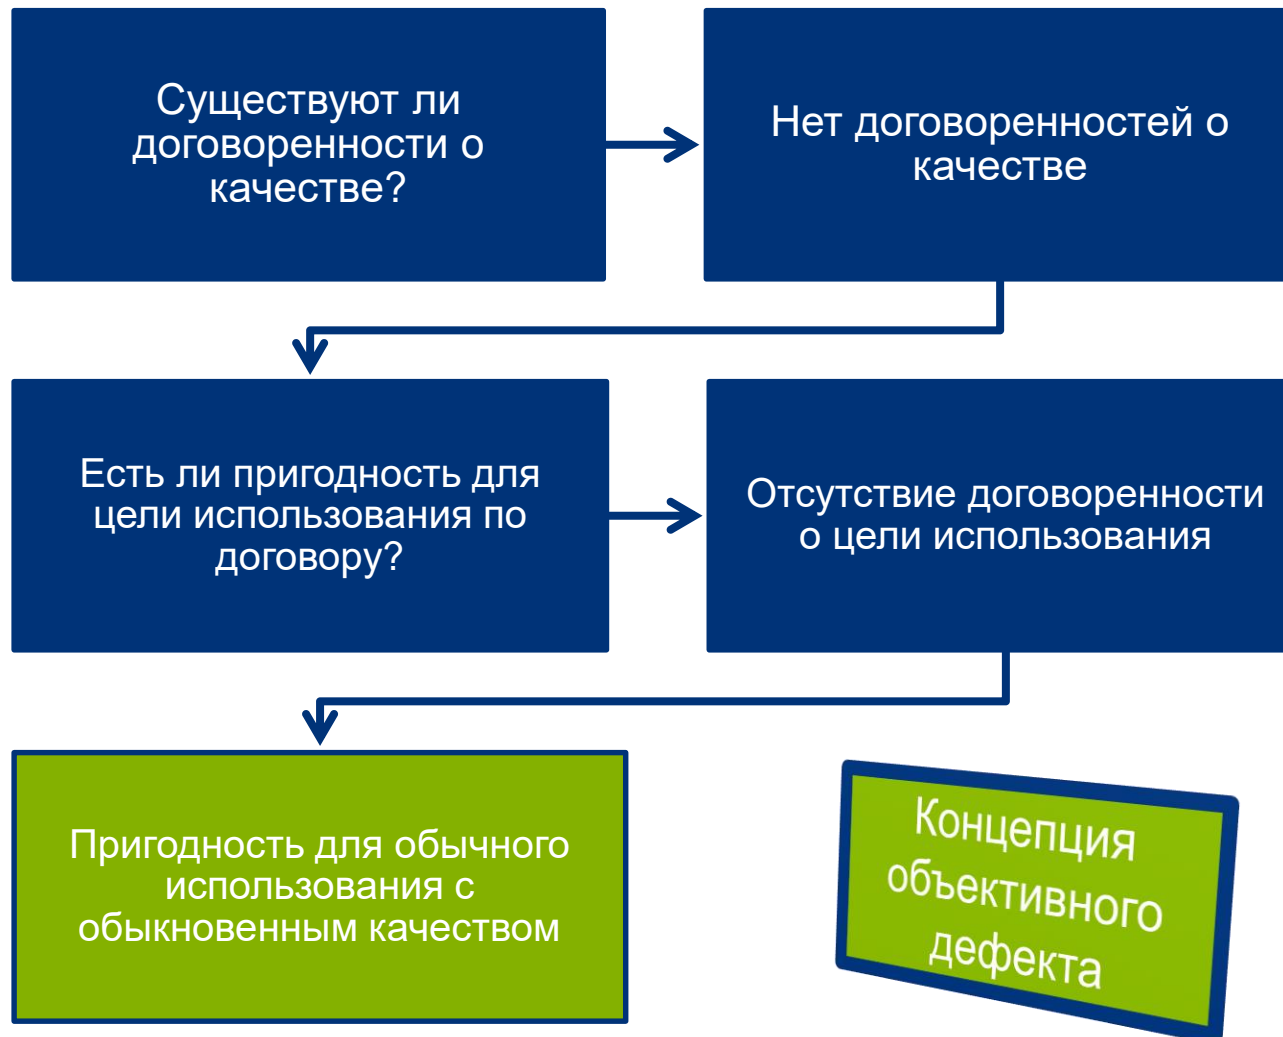 Существуют ли
договоренности о
качестве?
Нет договоренностей о
качестве
Есть ли пригодность для
цели использования по
договору?
Отсутствие договоренности
о цели использования
Пригодность для обычного
использования с
обыкновенным качеством
Концепция
объективного
дефекта